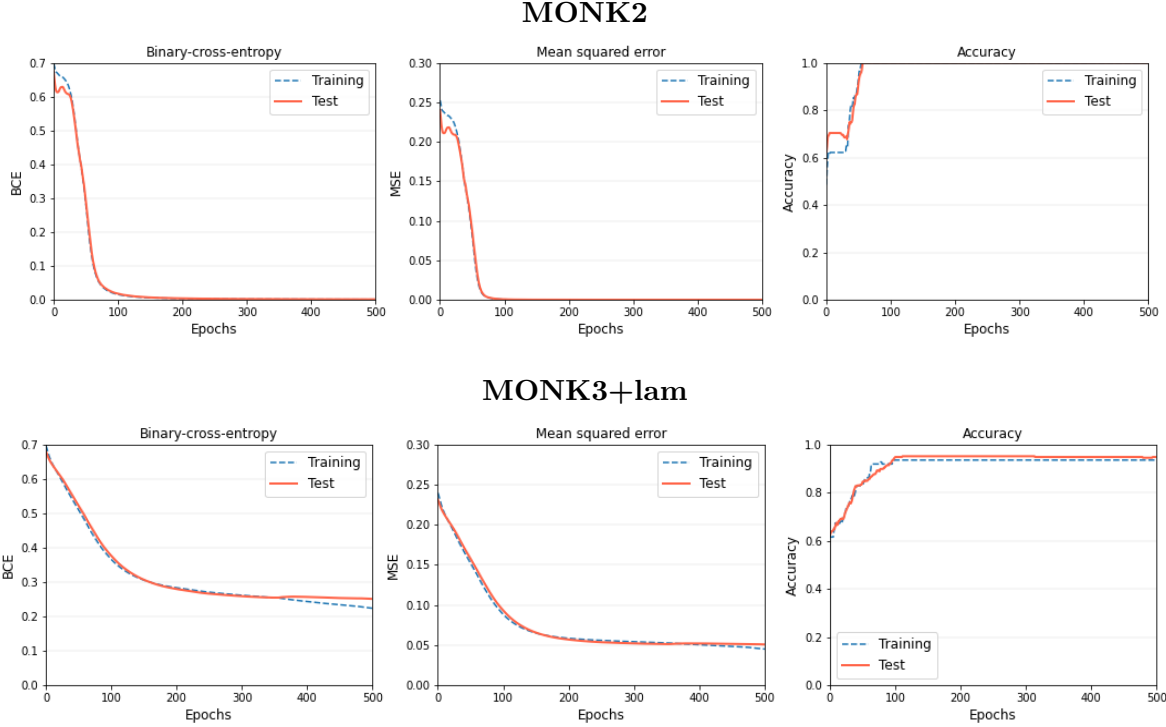 MONK2
Binary-cross-entropy
BCE
0.7
0.6
0.5
0.4
0.3
0.2
0.1
0.0
Training
Test
0 100 200 300 400 500
Epochs
Mean squared error
MSE
0.30
0.25
0.20
0.15
0.10
0.05
0.00
Training
Test
0 100 200 300 400 500
Epochs
Accuracy
Accuracy
1.0
0.8
0.6
0.4
0.2
0.0
Training
Test
0 100 200 300 400 500
Epochs
MONK3+lam
Binary-cross-entropy
BCE
0.7
0.6
0.5
0.4
0.3
0.2
0.1
0.0
Training
Test
0 100 200 300 400 500
Epochs
Mean squared error
MSE
0.30
0.25
0.20
0.15
0.10
0.05
0.00
Training
Test
0 100 200 300 400 500
Epochs
Accuracy
Accuracy
1.0
0.8
0.6
0.4
0.2
0.0
Training
Test
0 100 200 300 400 500
Epochs